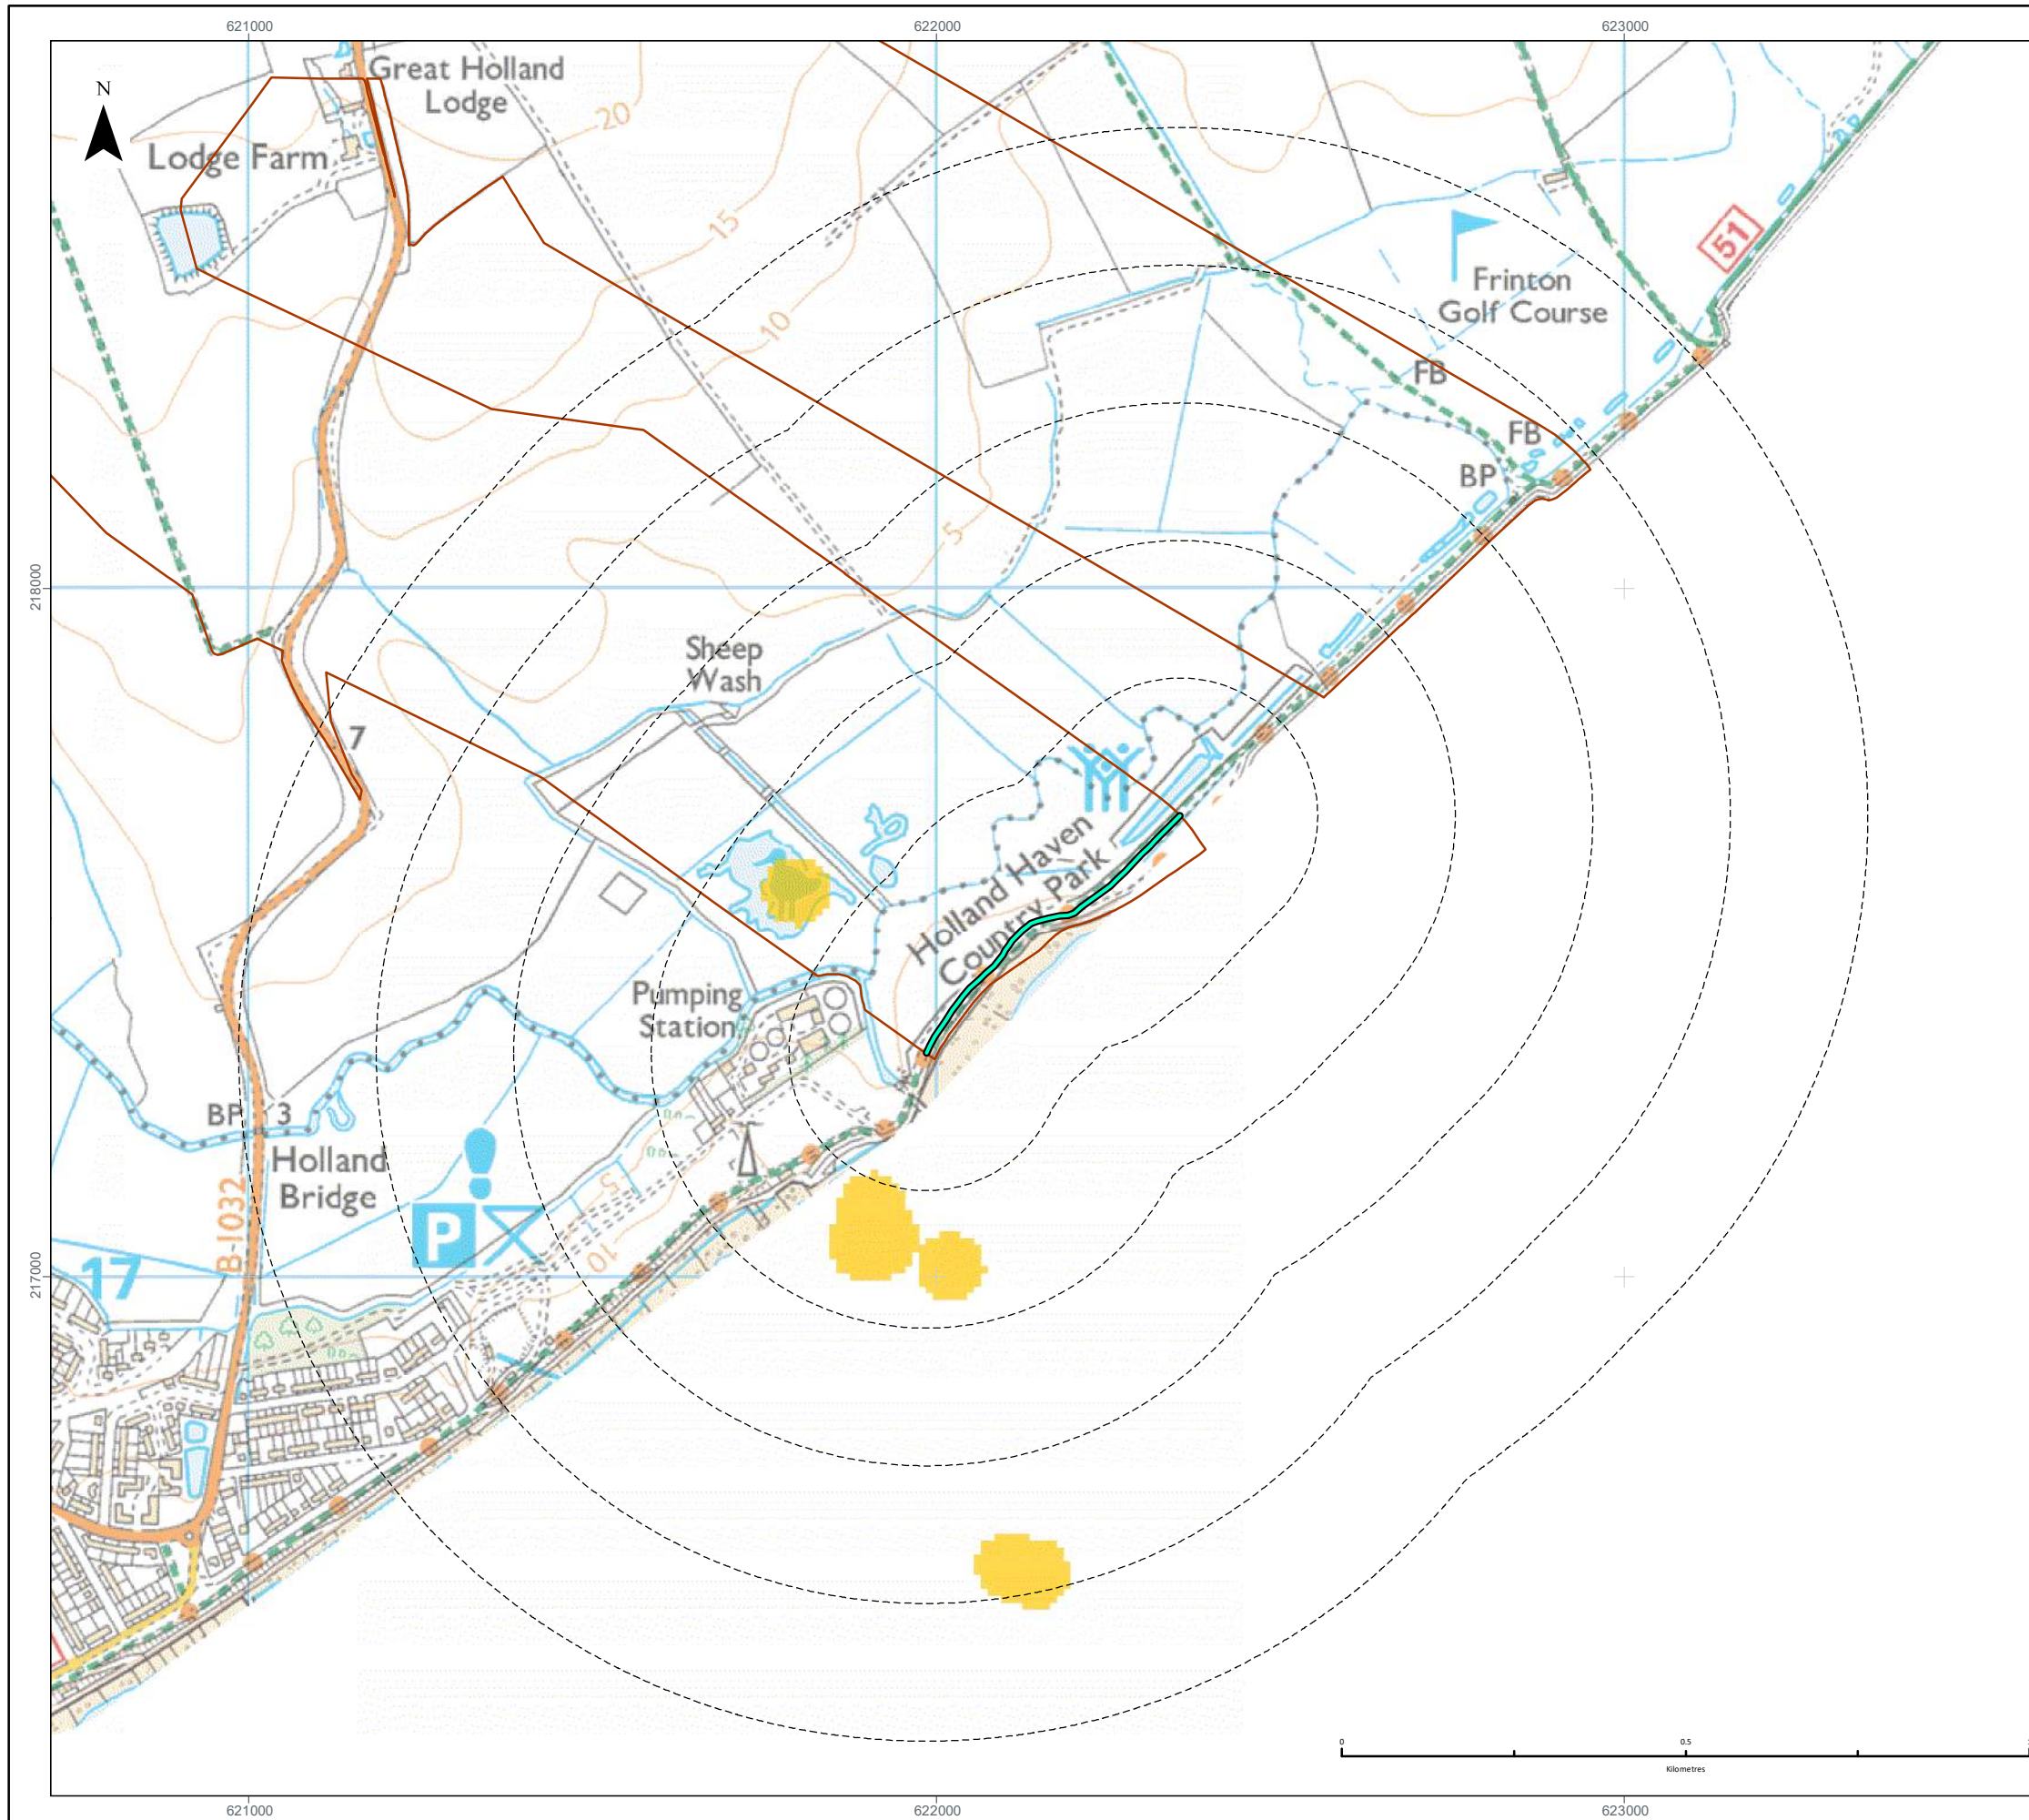 621000
622000
623000
N
Great Holland
Lodge
20
Lodge Farm
15
51
Frinton
Golf Course
10
FB
FB
BP
5
218000
Sheep
Wash
7
Holland Haven
Country Park
Pumping
Station
BP
3
Holland
Bridge
B 1032
15
P
10
17
217000
0
0.5
Kilometres
621000
622000
623000